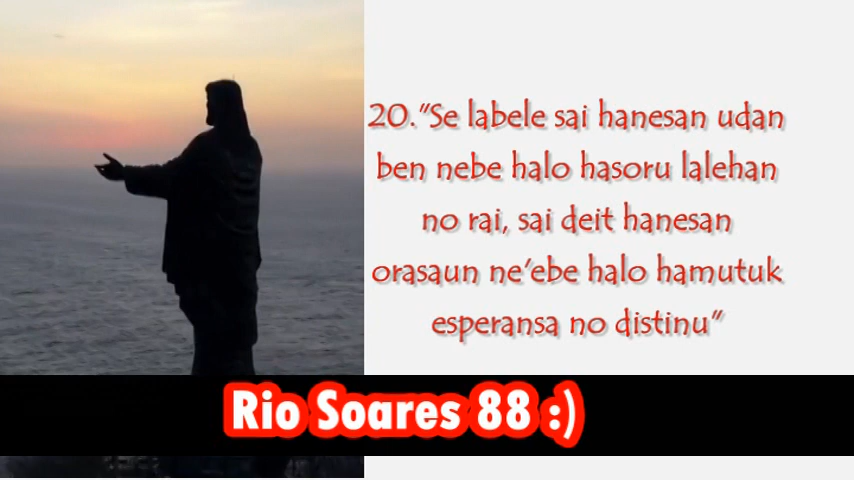 20."Se labele sai hanesan udan
ben nebe halo hasoru lalehan
no rai, sai deit hanesan
orasaun ne'ebe halo hamutuk
esperansa no distinu"
Rio Soares 88 :)